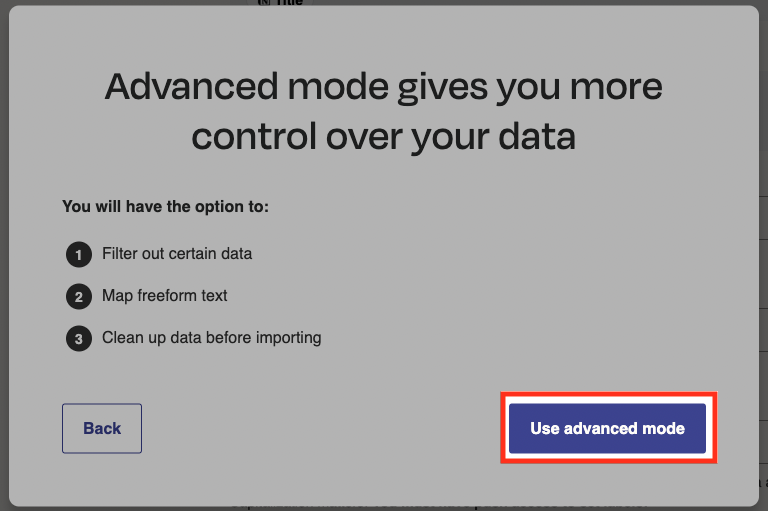 Title
Advanced mode gives you more
control over your data
You will have the option to:
1 Filter out certain data
2 Map freeform text
3 Clean up data before importing
Back
Use advanced mode